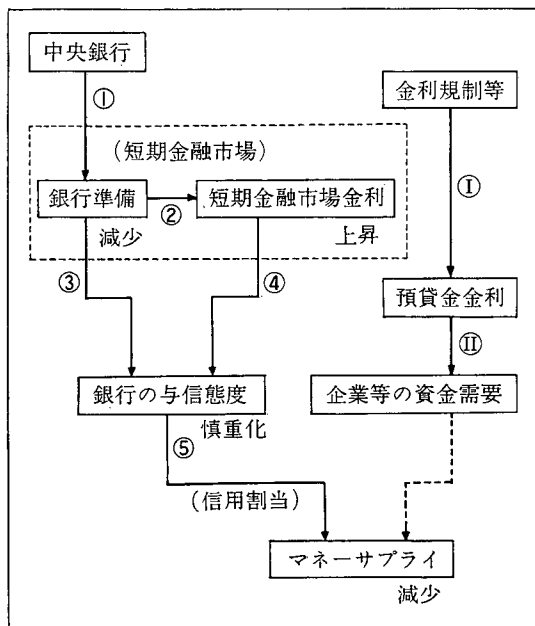 中央銀行
①
金利規制等
(短期金融市場)
Ⓘ
銀行準備
②
短期金融市場金利
減少
上昇
③
④
預貸金金利
Ⅱ
銀行の与信態度
企業等の資金需要
慎重化
⑤
(信用割当)
マネーサプライ
減少